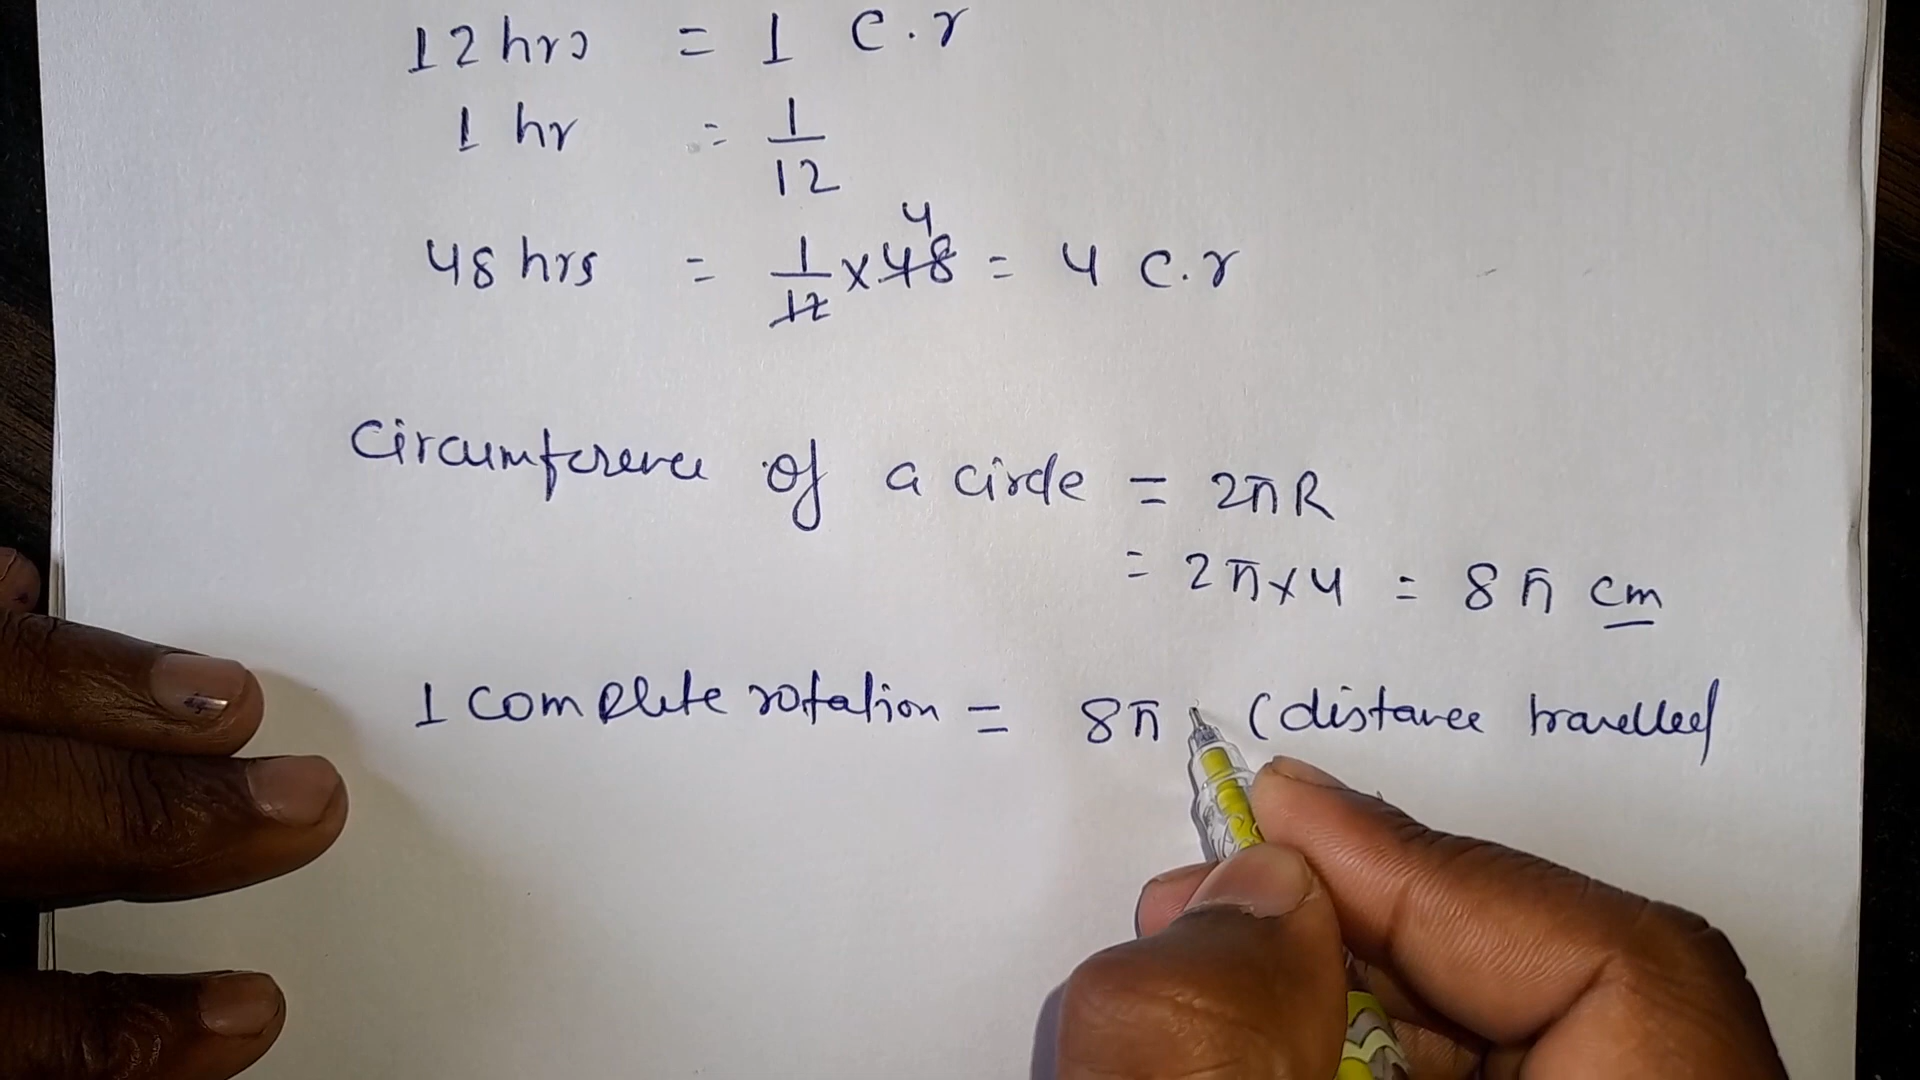 12 hrs = 1 C.r
1 hr = 1/12
48 hrs = 1/12 × 48 4 = 4 C.r
Circumference of a circle = 2πR
= 2π×4 = 8π cm
1 complete rotation = 8π (distance travelled